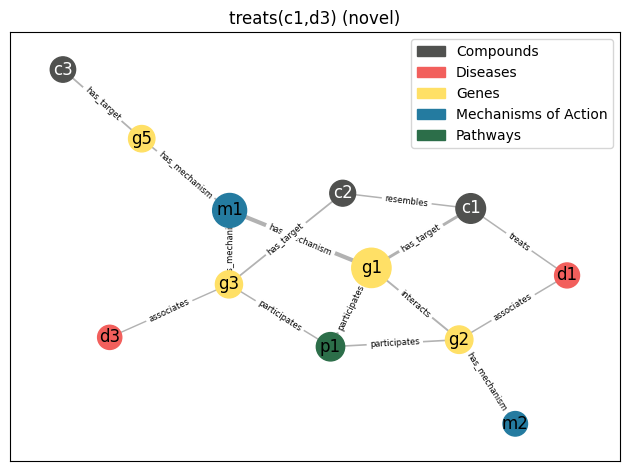 treats(c1,d3) (novel)
Compounds
Diseases
Genes
Mechanisms of Action
Pathways
c3
has_target
g5
has_mechanism
c2
resembles
c1
m1
has_mechanism
has_target
has_target
treats
has_mechanism
g1
d1
g3
participates
interacts
associates
associates
participates
d3
p1
participates
g2
has_mechanism
m2